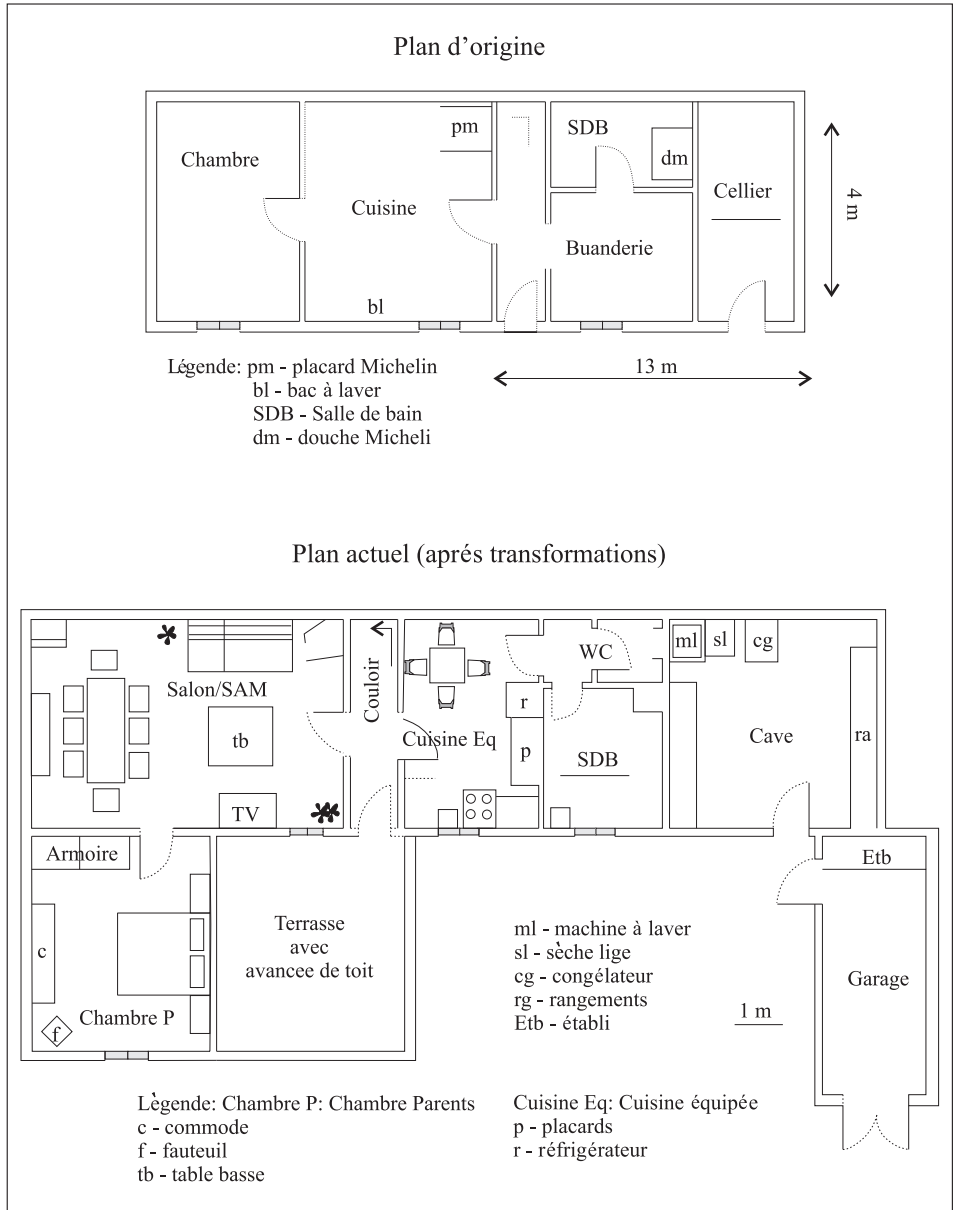 Plan d’origine
pm
SDB
dm
Chambre
Cellier
Cuisine
4 m
Buanderie
bl
Légende: pm - placard Michelin
bl - bac à laver
SDB - Salle de bain
dm - douche Micheli
13 m
Plan actuel (aprés transformations)
Couloir
WC
ml
sl
cg
Salon/SAM
r
tb
Cuisine Eq
p
SDB
Cave
ra
TV
Armoire
Etb
c
Terrasse
avec
avancee de toit
Chambre P
f
ml - machine à laver
sl - sèche lige
cg - congélateur
rg - rangements
Etb - établi
1 m
Garage
Lègende: Chambre P: Chambre Parents
c - commode
f - fauteuil
tb - table basse
Cuisine Eq: Cuisine équipée
p - placards
r - réfrigérateur